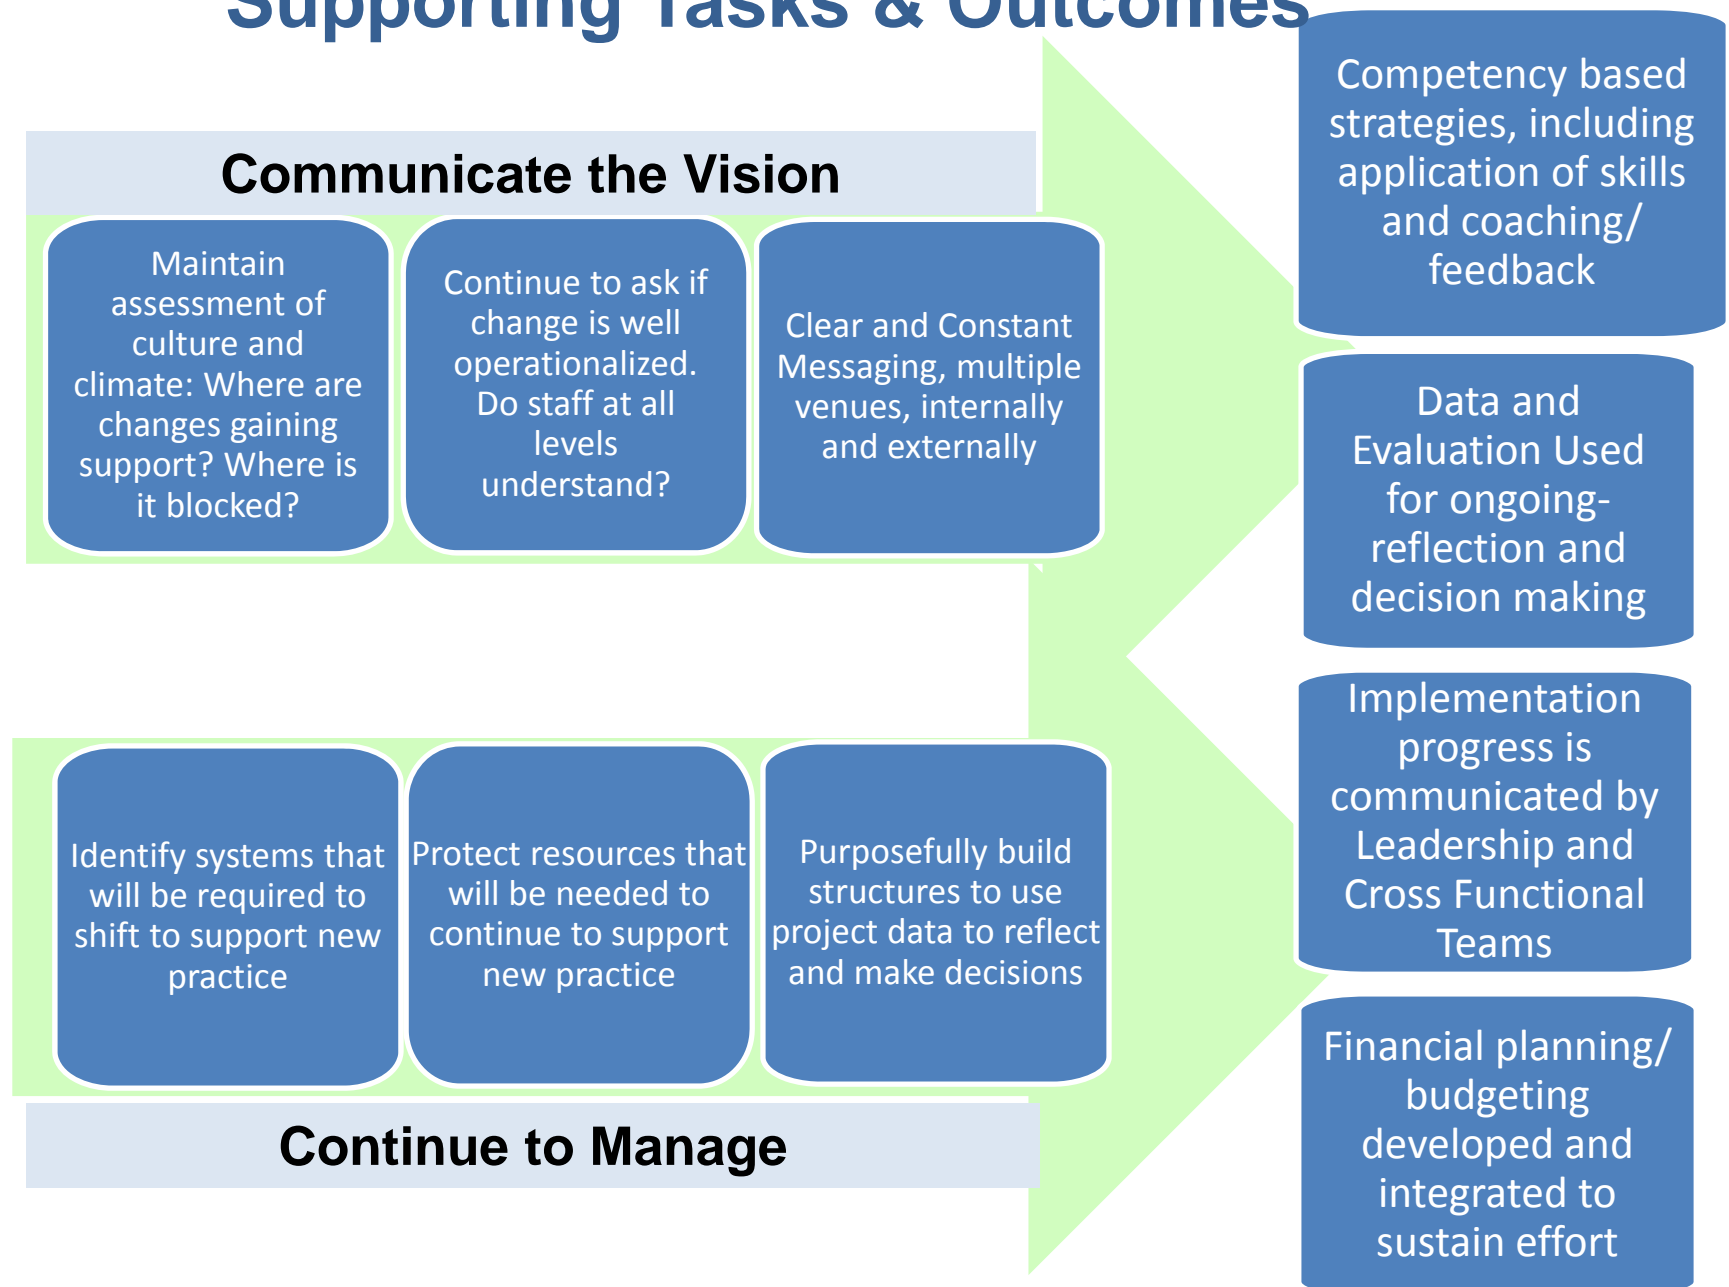 Supporting Tasks & Outcomes
Communicate the Vision
Maintain
assessment of
culture and
climate: Where are
changes gaining
support? Where is
it blocked?
Continue to ask if
change is well
operationalized.
Do staff at all
levels
understand?
Clear and Constant
Messaging, multiple
venues, internally
and externally
Identify systems that
will be required to
shift to support new
practice
Protect resources that
will be needed to
continue to support
new practice
Purposefully build
structures to use
project data to reflect
and make decisions
Continue to Manage
Competency based
strategies, including
application of skills
and coaching/
feedback
Data and
Evaluation Used
for ongoing-
reflection and
decision making
Implementation
progress is
communicated by
Leadership and
Cross Functional
Teams
Financial planning/
budgeting
developed and
integrated to
sustain effort